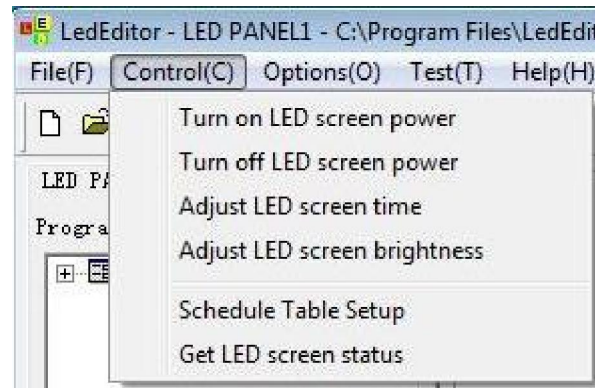 LedEditor - LED PANEL1 - C:\Program Files\LedEdit
File(F) Control(C) Options(O) Test(T) Help(H)
Turn on LED screen power
Turn off LED screen power
LED PA
Adjust LED screen time
Progra
Adjust LED screen brightness
Schedule Table Setup
Get LED screen status